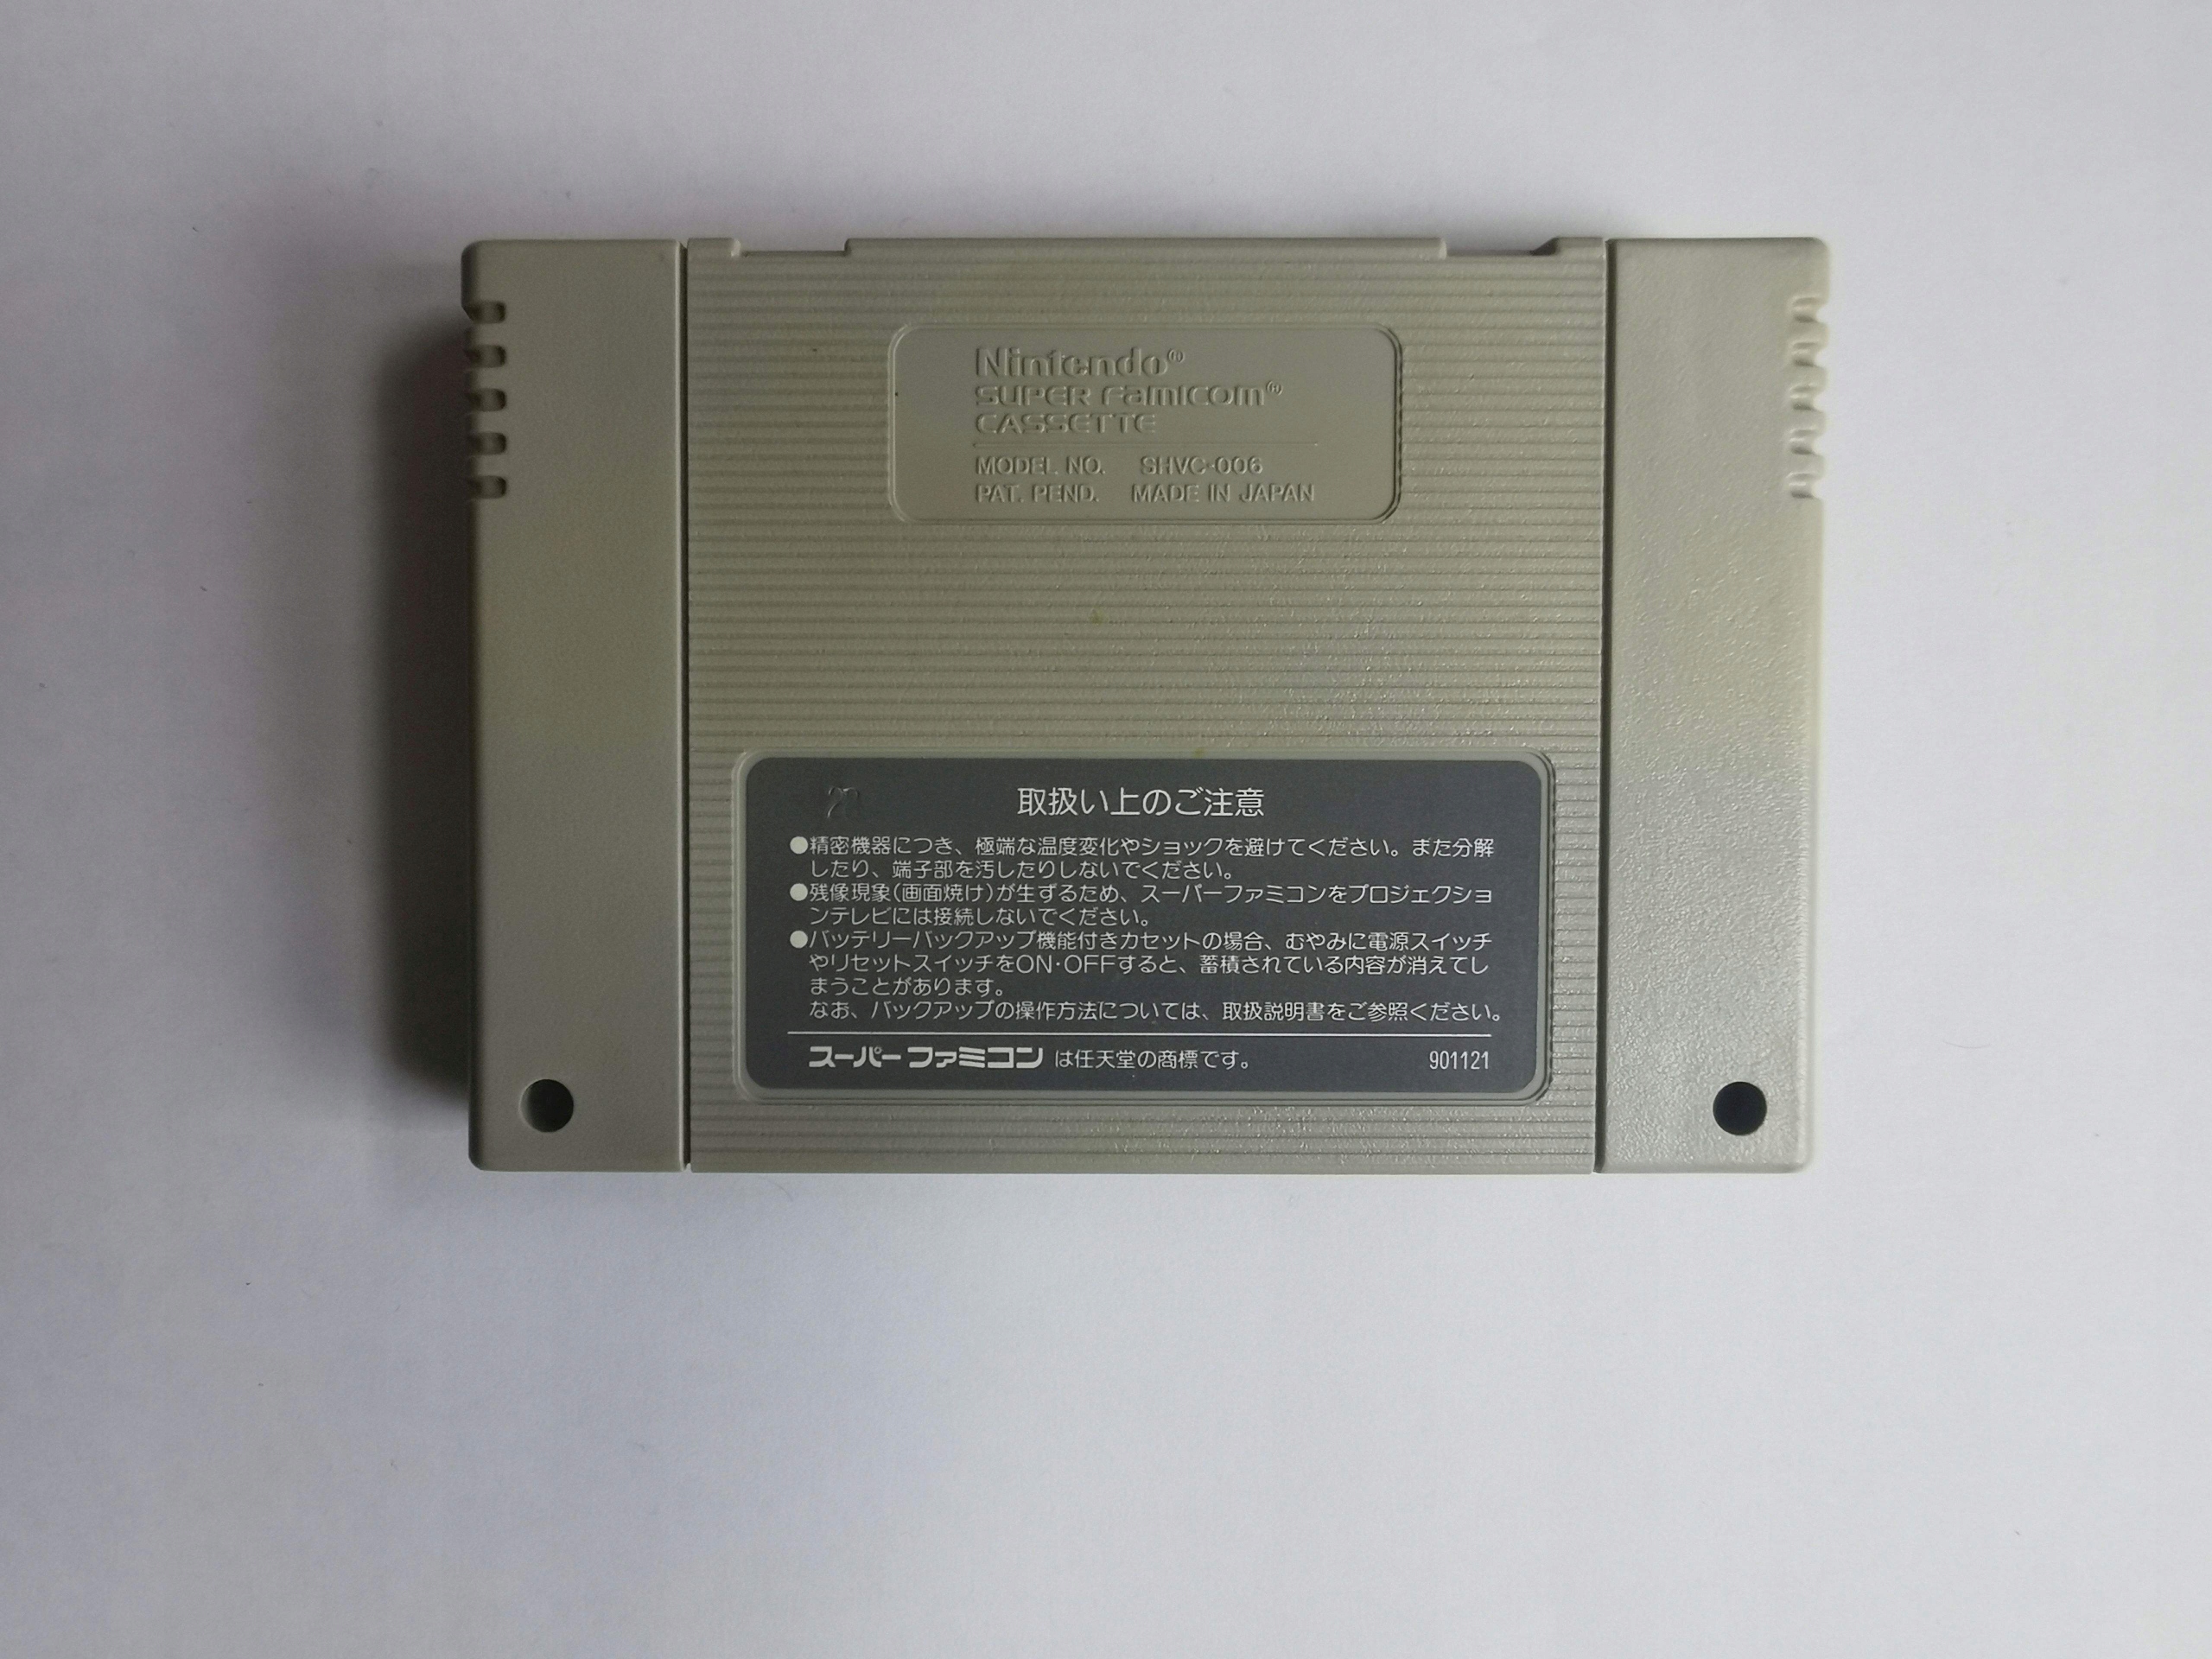 Nintendo®
SUPER Famicom®
CASSETTE
MODEL NO. SHVC-006
PAT. PEND. MADE IN JAPAN
取扱い上のご注意
●精密機器につき、極端な温度変化やショックを避けてください。また分解
したり、端子部を汚したりしないでください。
●残像現象(画面焼け)が生ずるため、スーパーファミコンをプロジェクショ
ンテレビには接続しないでください。
●バッテリーバックアップ機能付きカセットの場合、むやみに電源スイッチ
やリセットスイッチをON・OFFすると、蓄積されている内容が消えてし
まうことがあります。
なお、バックアップの操作方法については、取扱説明書をご参照ください。
スーパーファミコン は任天堂の商標です。 901121